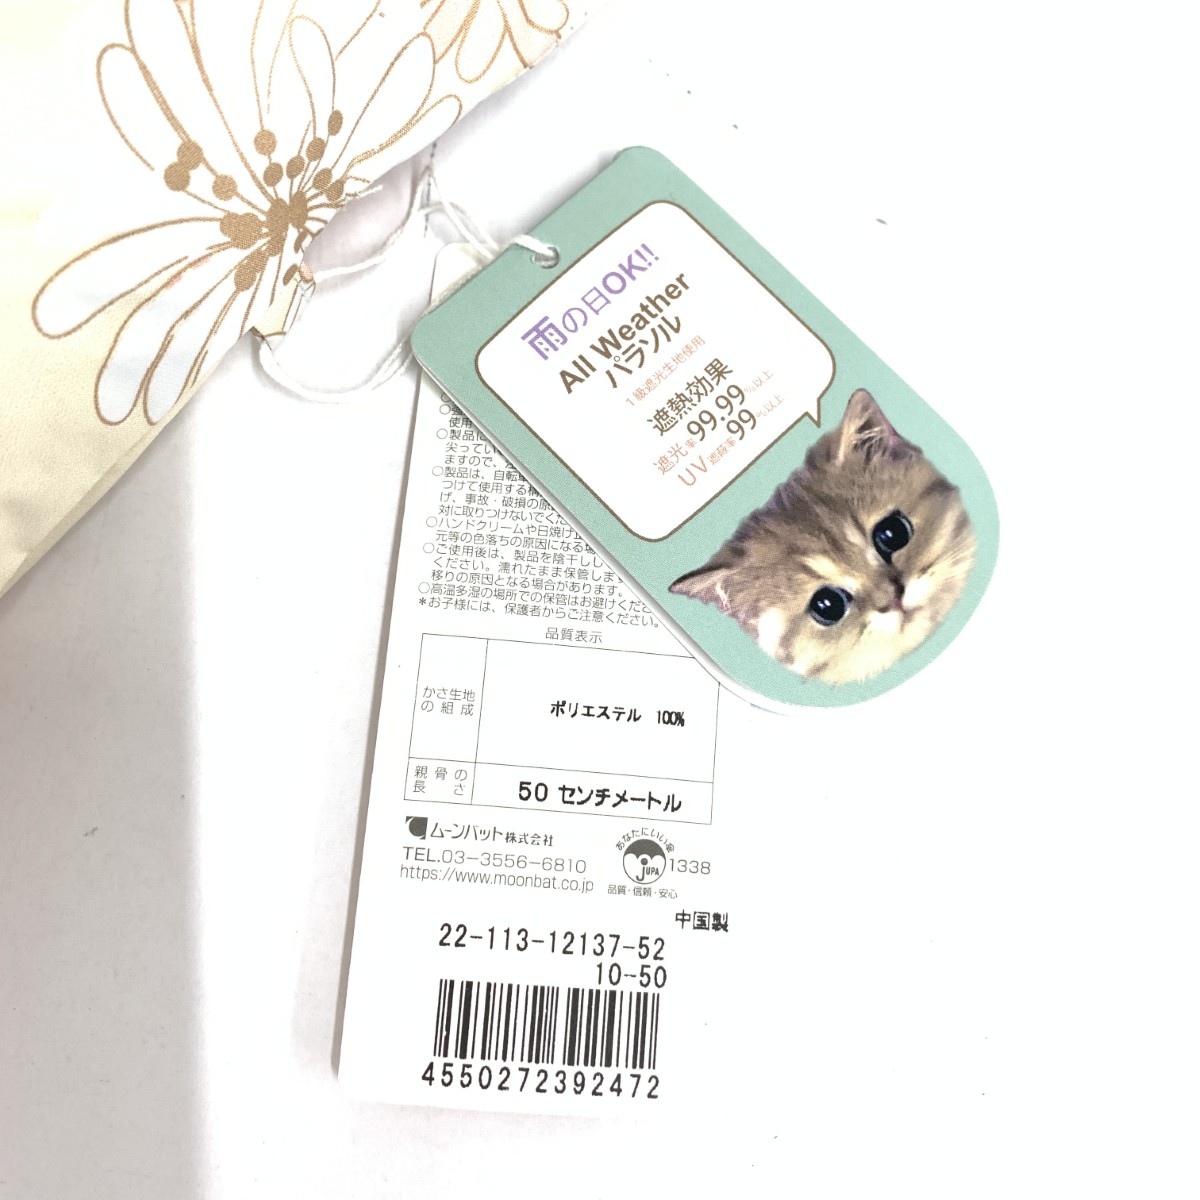 雨の日OK!!
All Weather
パラソル
1級遮光生地使用
遮熱効果
遮光率99.99%以上
UV遮蔽率99%以上
使用
○製品に
尖ってい
ますので、
○製品は、自転車
つけて使用する構
げ、事故・破損の原
対に取りつけないでくだ
○ハンドクリームや日焼け止
元等の色落ちの原因になる場
○ご使用後は、製品を陰干しし
ください。濡れたまま保管しま
移りの原因となる場合があります。
○高温多湿の場所での保管はお避けくださ
*お子様には、保護者からご注意ください。
品質表示
かさ生地の組成 ポリエステル 100%
親骨の長さ 50 センチメートル
ムーンバット株式会社
TEL.03-3556-6810
https://www.moonbat.co.jp
あなたにいい傘
JUPA
1338
品質・信頼・安心
中国製
22-113-12137-52
10-50
4550272392472